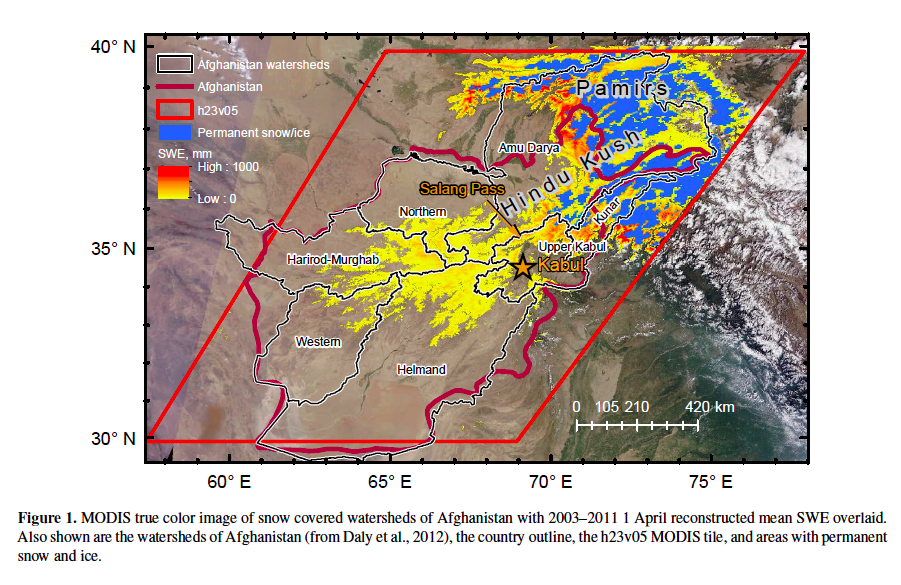 40° N
Afghanistan watersheds
Afghanistan
h23v05
Permanent snow/ice
SWE, mm
High : 1000
Low : 0
Pamirs
Amu Darya
Hindu Kush
Salang Pass
Northern
Kunar
35° N
Upper Kabul
Harirod-Murghab
Kabul
Western
Helmand
0 105 210 420 km
30° N
60° E 65° E 70° E 75° E
Figure 1. MODIS true color image of snow covered watersheds of Afghanistan with 2003–2011 1 April reconstructed mean SWE overlaid.
Also shown are the watersheds of Afghanistan (from Daly et al., 2012), the country outline, the h23v05 MODIS tile, and areas with permanent
snow and ice.